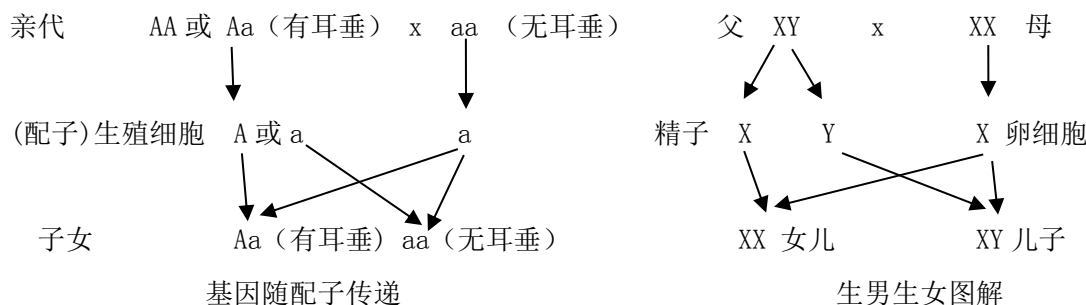 亲代 AA 或 Aa（有耳垂） x aa （无耳垂） 父 XY x XX 母
(配子)生殖细胞 A 或 a a 精子 X Y X 卵细胞
子女 Aa（有耳垂) aa（无耳垂） XX 女儿 XY 儿子
基因随配子传递 生男生女图解